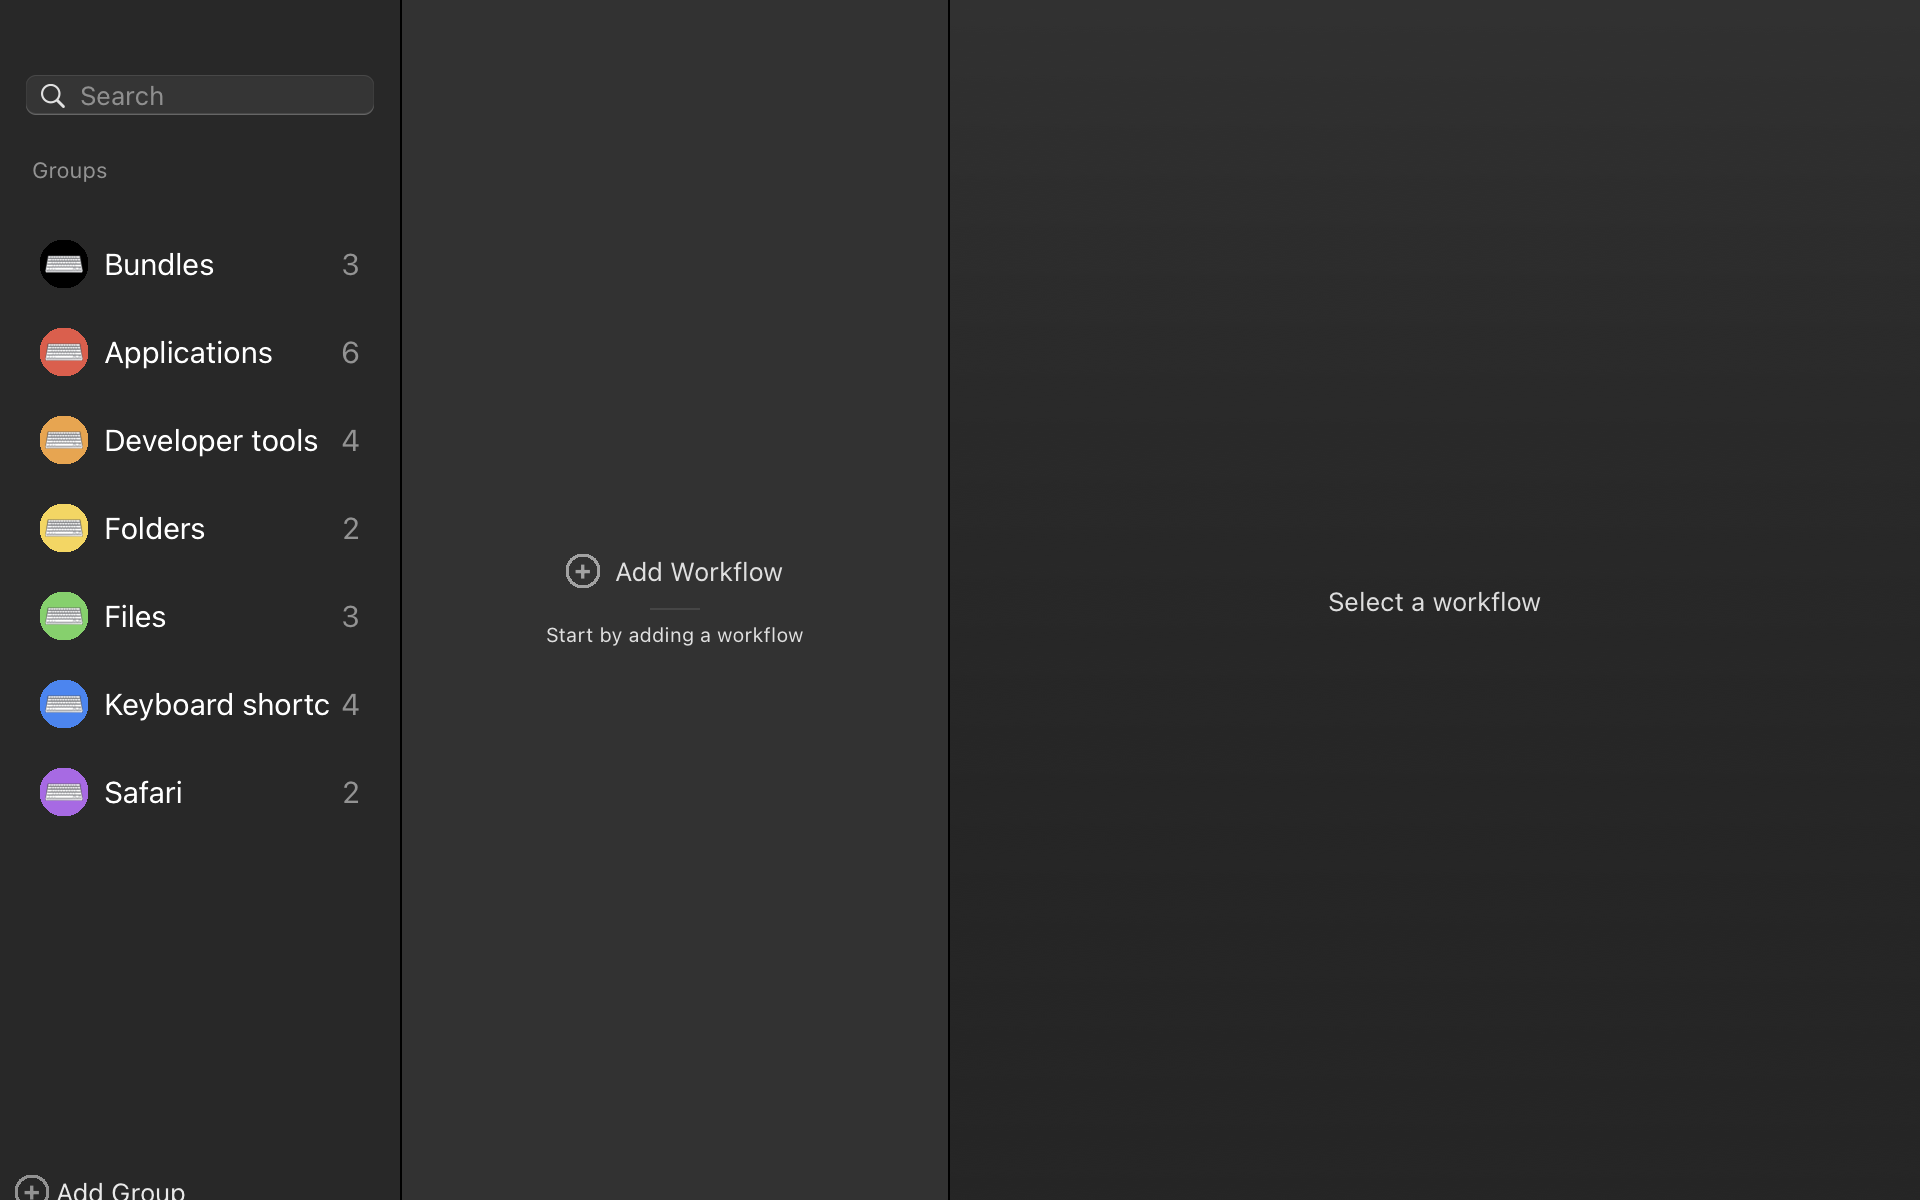 Search
Groups
Bundles 3
Applications 6
Developer tools 4
Folders 2
Files 3
Keyboard shortc 4
Safari 2
Add Group
Add Workflow
Start by adding a workflow
Select a workflow